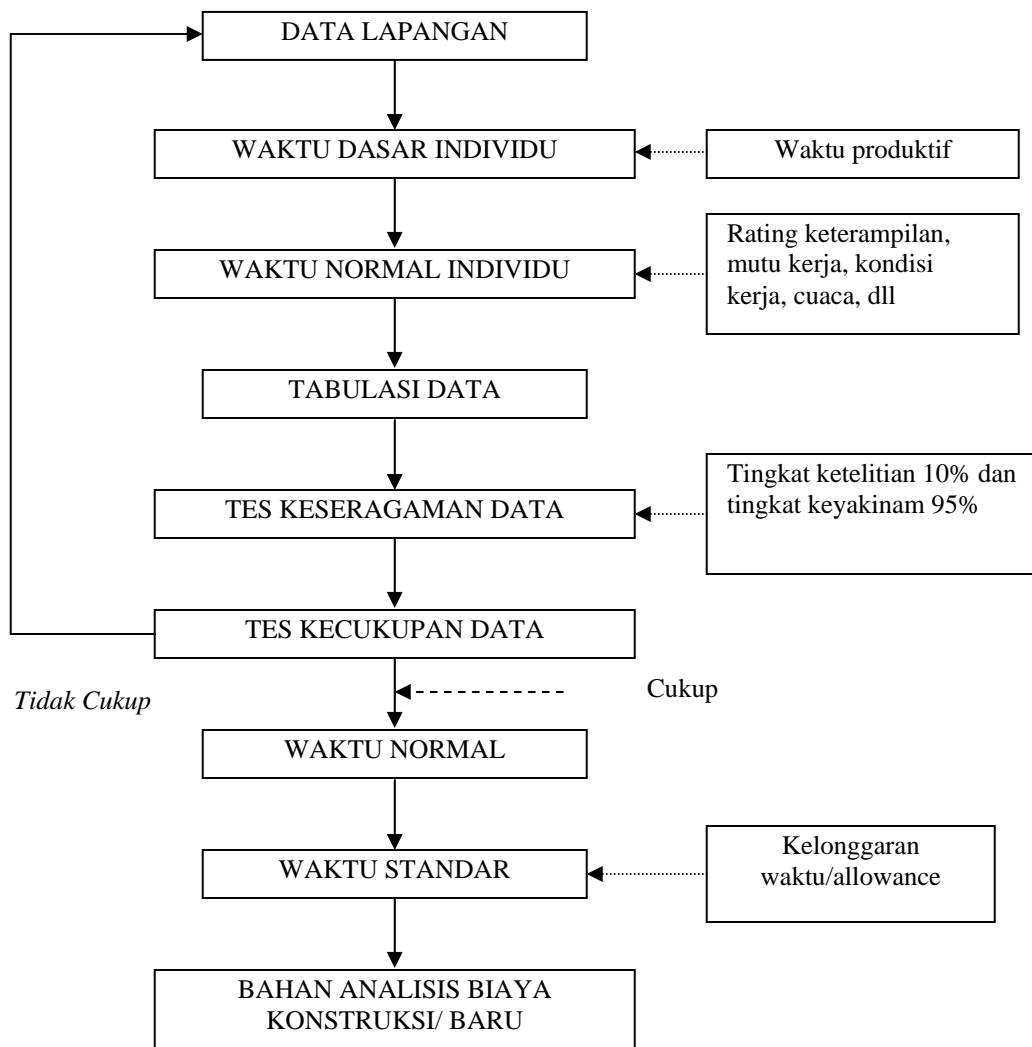 DATA LAPANGAN
WAKTU DASAR INDIVIDU
Waktu produktif
WAKTU NORMAL INDIVIDU
Rating keterampilan,
mutu kerja, kondisi
kerja, cuaca, dll
TABULASI DATA
TES KESERAGAMAN DATA
Tingkat ketelitian 10% dan
tingkat keyakinam 95%
TES KECUKUPAN DATA
Tidak Cukup
Cukup
WAKTU NORMAL
WAKTU STANDAR
Kelonggaran
waktu/allowance
BAHAN ANALISIS BIAYA
KONSTRUKSI/ BARU